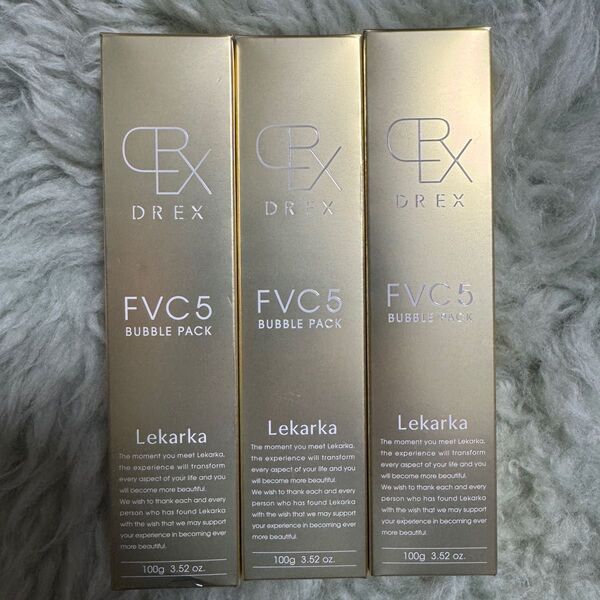 DREX
FVC5
BUBBLE PACK
Lekarka
The moment you meet Lekarka,
the experience will transform
every aspect of your life and you
will become more beautiful.
We wish to thank each and every
person who has found Lekarka
with the wish that we may support
your experience in becoming ever
more beautiful.
100g 3.52 oz.
DREX
FVC5
BUBBLE PACK
Lekarka
The moment you meet Lekarka,
the experience will transform
every aspect of your life and you
will become more beautiful.
We wish to thank each and every
person who has found Lekarka
with the wish that we may support
your experience in becoming ever
more beautiful.
100g 3.52 oz.
DREX
FVC5
BUBBLE PACK
Lekarka
The moment you meet Lekarka,
the experience will transform
every aspect of your life and you
will become more beautiful.
We wish to thank each and every
person who has found Lekarka
with the wish that we may support
your experience in becoming ever
more beautiful.
100g 3.52 oz.